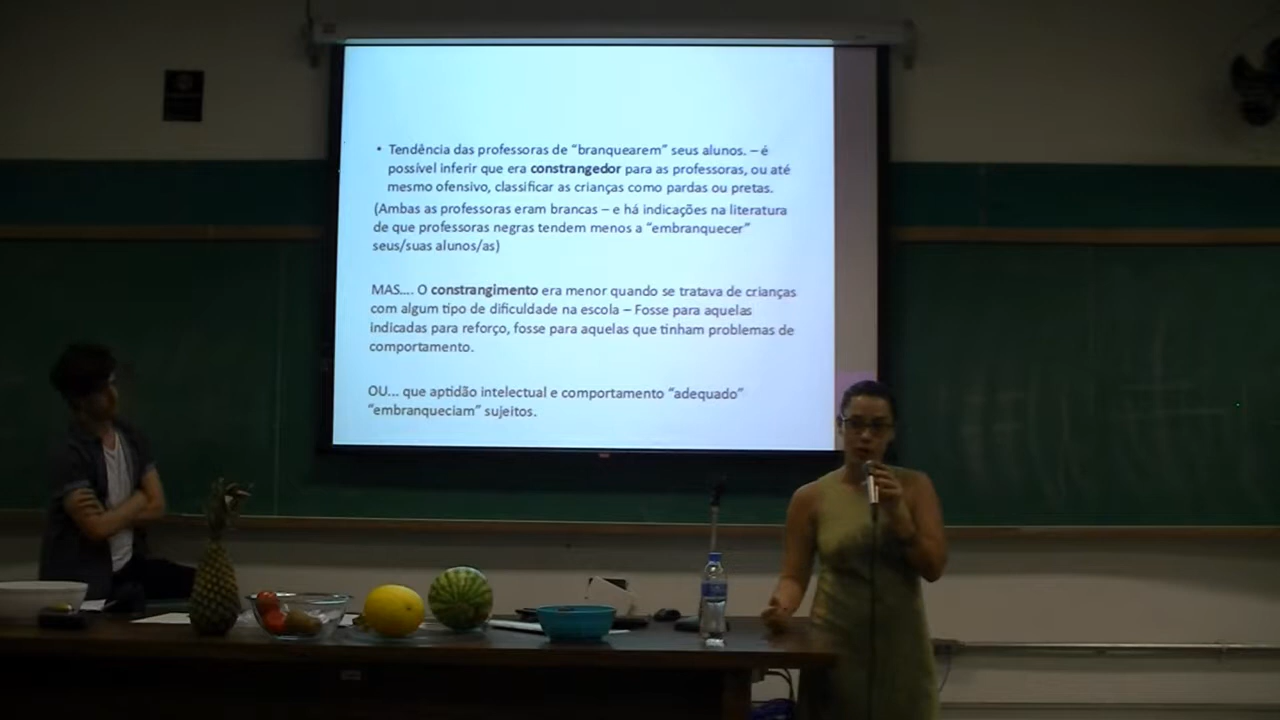 • Tendência das professoras de “branquearem” seus alunos. – é
possível inferir que era constrangedor para as professoras, ou até
mesmo ofensivo, classificar as crianças como pardas ou pretas.
(Ambas as professoras eram brancas – e há indicações na literatura
de que professoras negras tendem menos a “embranquecer”
seus/suas alunos/as)
MAS.... O constrangimento era menor quando se tratava de crianças
com algum tipo de dificuldade na escola – Fosse para aquelas
indicadas para reforço, fosse para aquelas que tinham problemas de
comportamento.
OU... que aptidão intelectual e comportamento “adequado”
“embranqueciam” sujeitos.